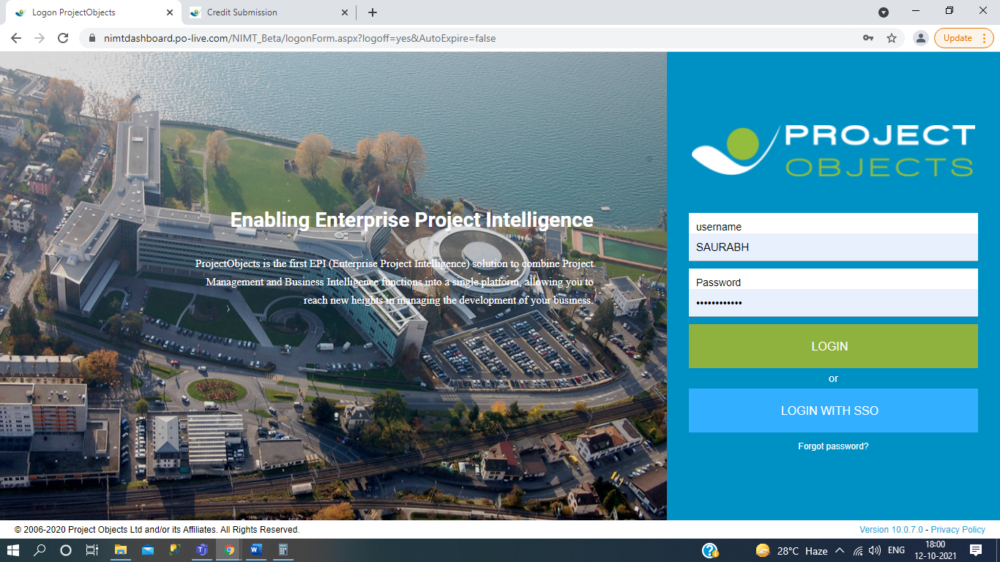 Logon ProjectObjects
Credit Submission
nimtdashboard.po-live.com/NIMT_Beta/logonForm.aspx?logoff=yes&AutoExpire=false
Update
PROJECT
OBJECTS
Enabling Enterprise Project Intelligence
ProjectObjects is the first EPI (Enterprise Project Intelligence) solution to combine Project
Management and Business Intelligence functions into a single platform, allowing you to
reach new heights in managing the development of your business.
username
SAURABH
Password
••••••••••••
LOGIN
or
LOGIN WITH SSO
Forgot password?
© 2006-2020 Project Objects Ltd and/or its Affiliates. All Rights Reserved.
Version 10.0.7.0 - Privacy Policy
28°C Haze
ENG
18:00
12-10-2021